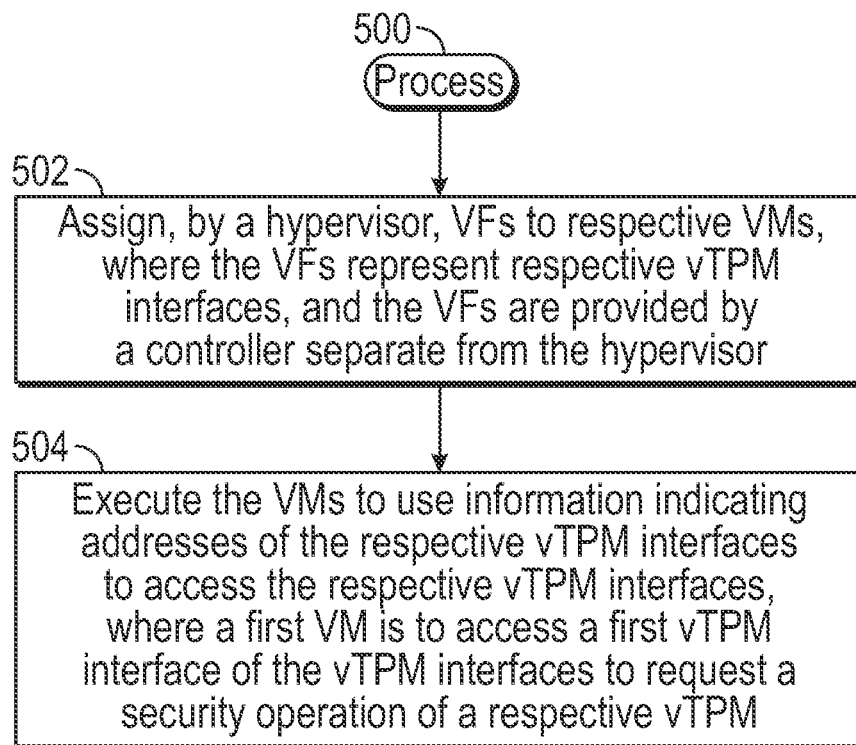 500
Process
502
Assign, by a hypervisor, VFs to respective VMs,
where the VFs represent respective vTPM
interfaces, and the VFs are provided by
a controller separate from the hypervisor
504
Execute the VMs to use information indicating
addresses of the respective vTPM interfaces
to access the respective vTPM interfaces,
where a first VM is to access a first vTPM
interface of the vTPM interfaces to request a
security operation of a respective vTPM